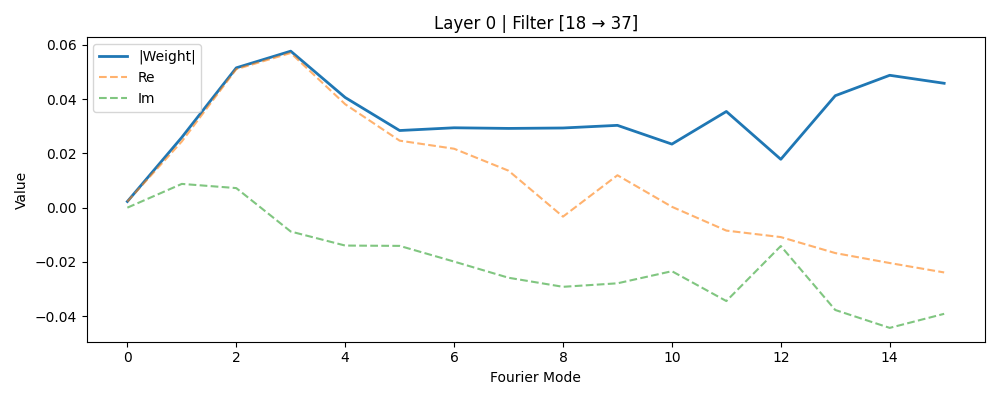 Layer 0 | Filter [18 → 37]
|Weight|
Re
Im
0.06
0.04
0.02
0.00
−0.02
−0.04
Value
0 2 4 6 8 10 12 14
Fourier Mode